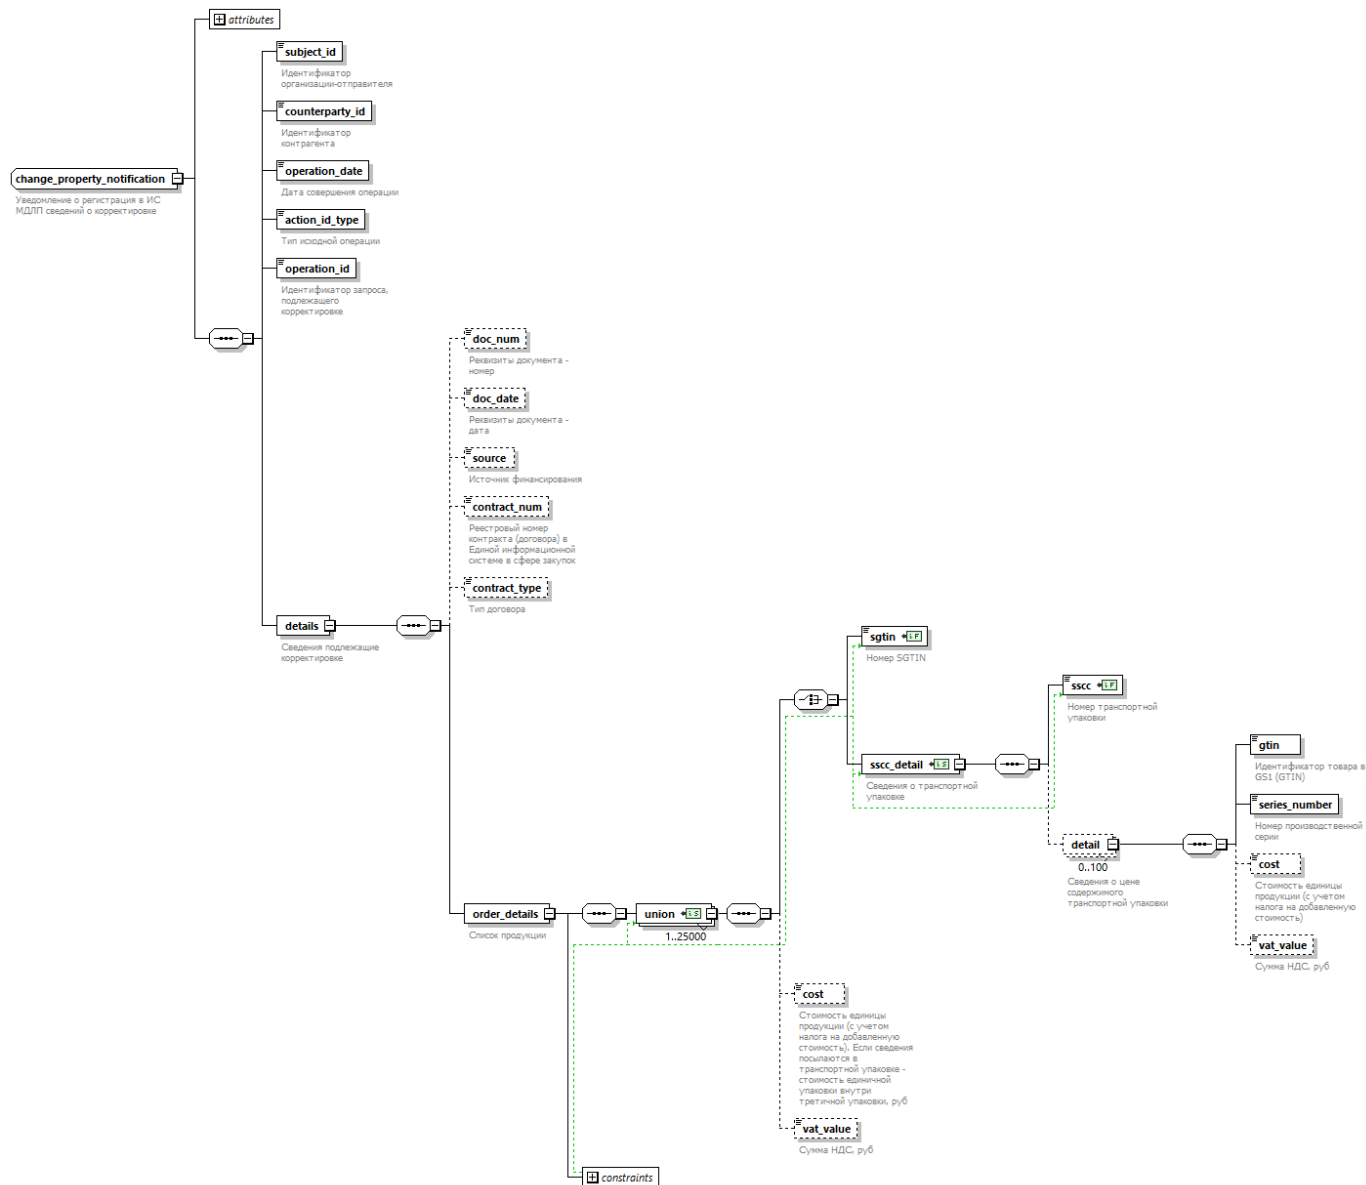 attributes
subject_id
Идентификатор
организации-отправителя
counterparty_id
Идентификатор
контрагента
operation_date
Дата совершения операции
change_property_notification
Уведомление о регистрация в ИС
МДЛП сведений о корректировке
action_id_type
Тип исходной операции
operation_id
Идентификатор запроса,
подлежащего
корректировке
doc_num
Реквизиты документа -
номер
doc_date
Реквизиты документа -
дата
source
Источник финансирования
contract_num
Реестровый номер
контракта (договора) в
Единой информационной
системе в сфере закупок
contract_type
Тип договора
details
Сведения подлежащие
корректировке
sgtin
Номер SGTIN
sscc
Номер транспортной
упаковки
sscc_detail
Сведения о транспортной
упаковке
gtin
Идентификатор товара в
GS1 (GTIN)
series_number
Номер производственной
серии
detail
0..100
Сведения о цене
содержимого
транспортной упаковки
cost
Стоимость единицы
продукции (с учетом
налога на добавленную
стоимость)
vat_value
Сумма НДС, руб
order_details
Список продукции
union
1..25000
cost
Стоимость единицы
продукции (с учетом
налога на добавленную
стоимость). Если сведения
посылаются в
транспортной упаковке -
стоимость единичной
упаковки внутри
третичной упаковки, руб
vat_value
Сумма НДС, руб
constraints